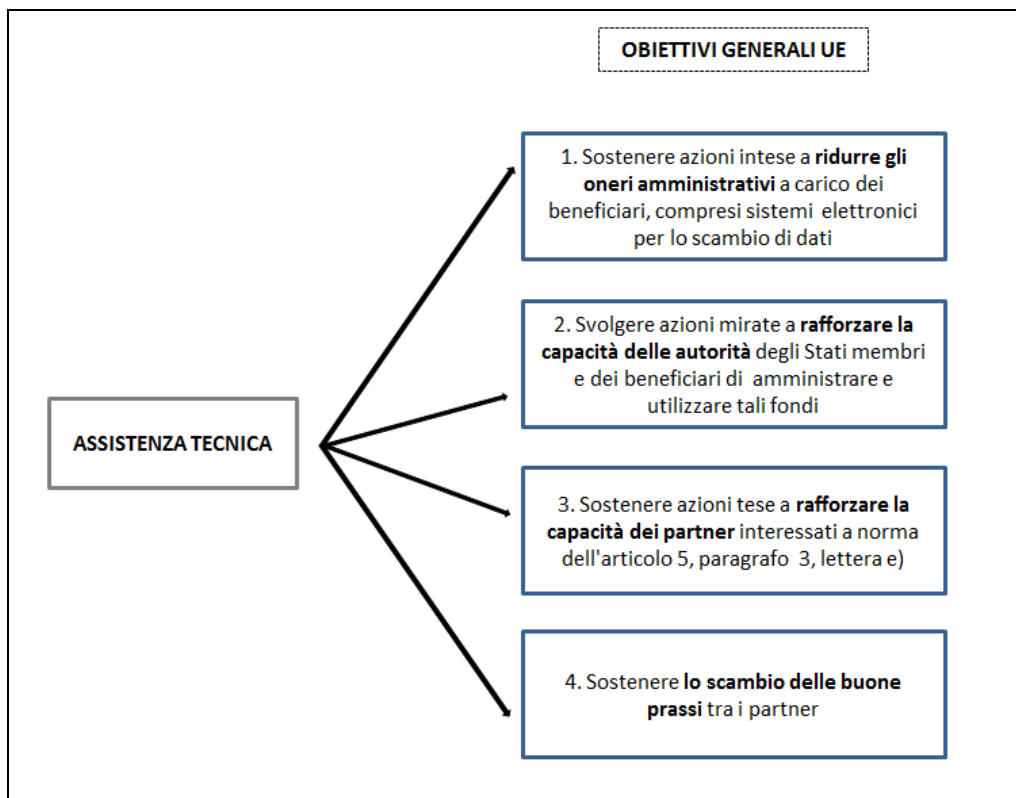 OBIETTIVI GENERALI UE
1. Sostenere azioni intese a ridurre gli
oneri amministrativi a carico dei
beneficiari, compresi sistemi elettronici
per lo scambio di dati
2. Svolgere azioni mirate a rafforzare la
capacità delle autorità degli Stati membri
e dei beneficiari di amministrare e
utilizzare tali fondi
ASSISTENZA TECNICA
3. Sostenere azioni tese a rafforzare la
capacità dei partner interessati a norma
dell'articolo 5, paragrafo 3, lettera e)
4. Sostenere lo scambio delle buone
prassi tra i partner